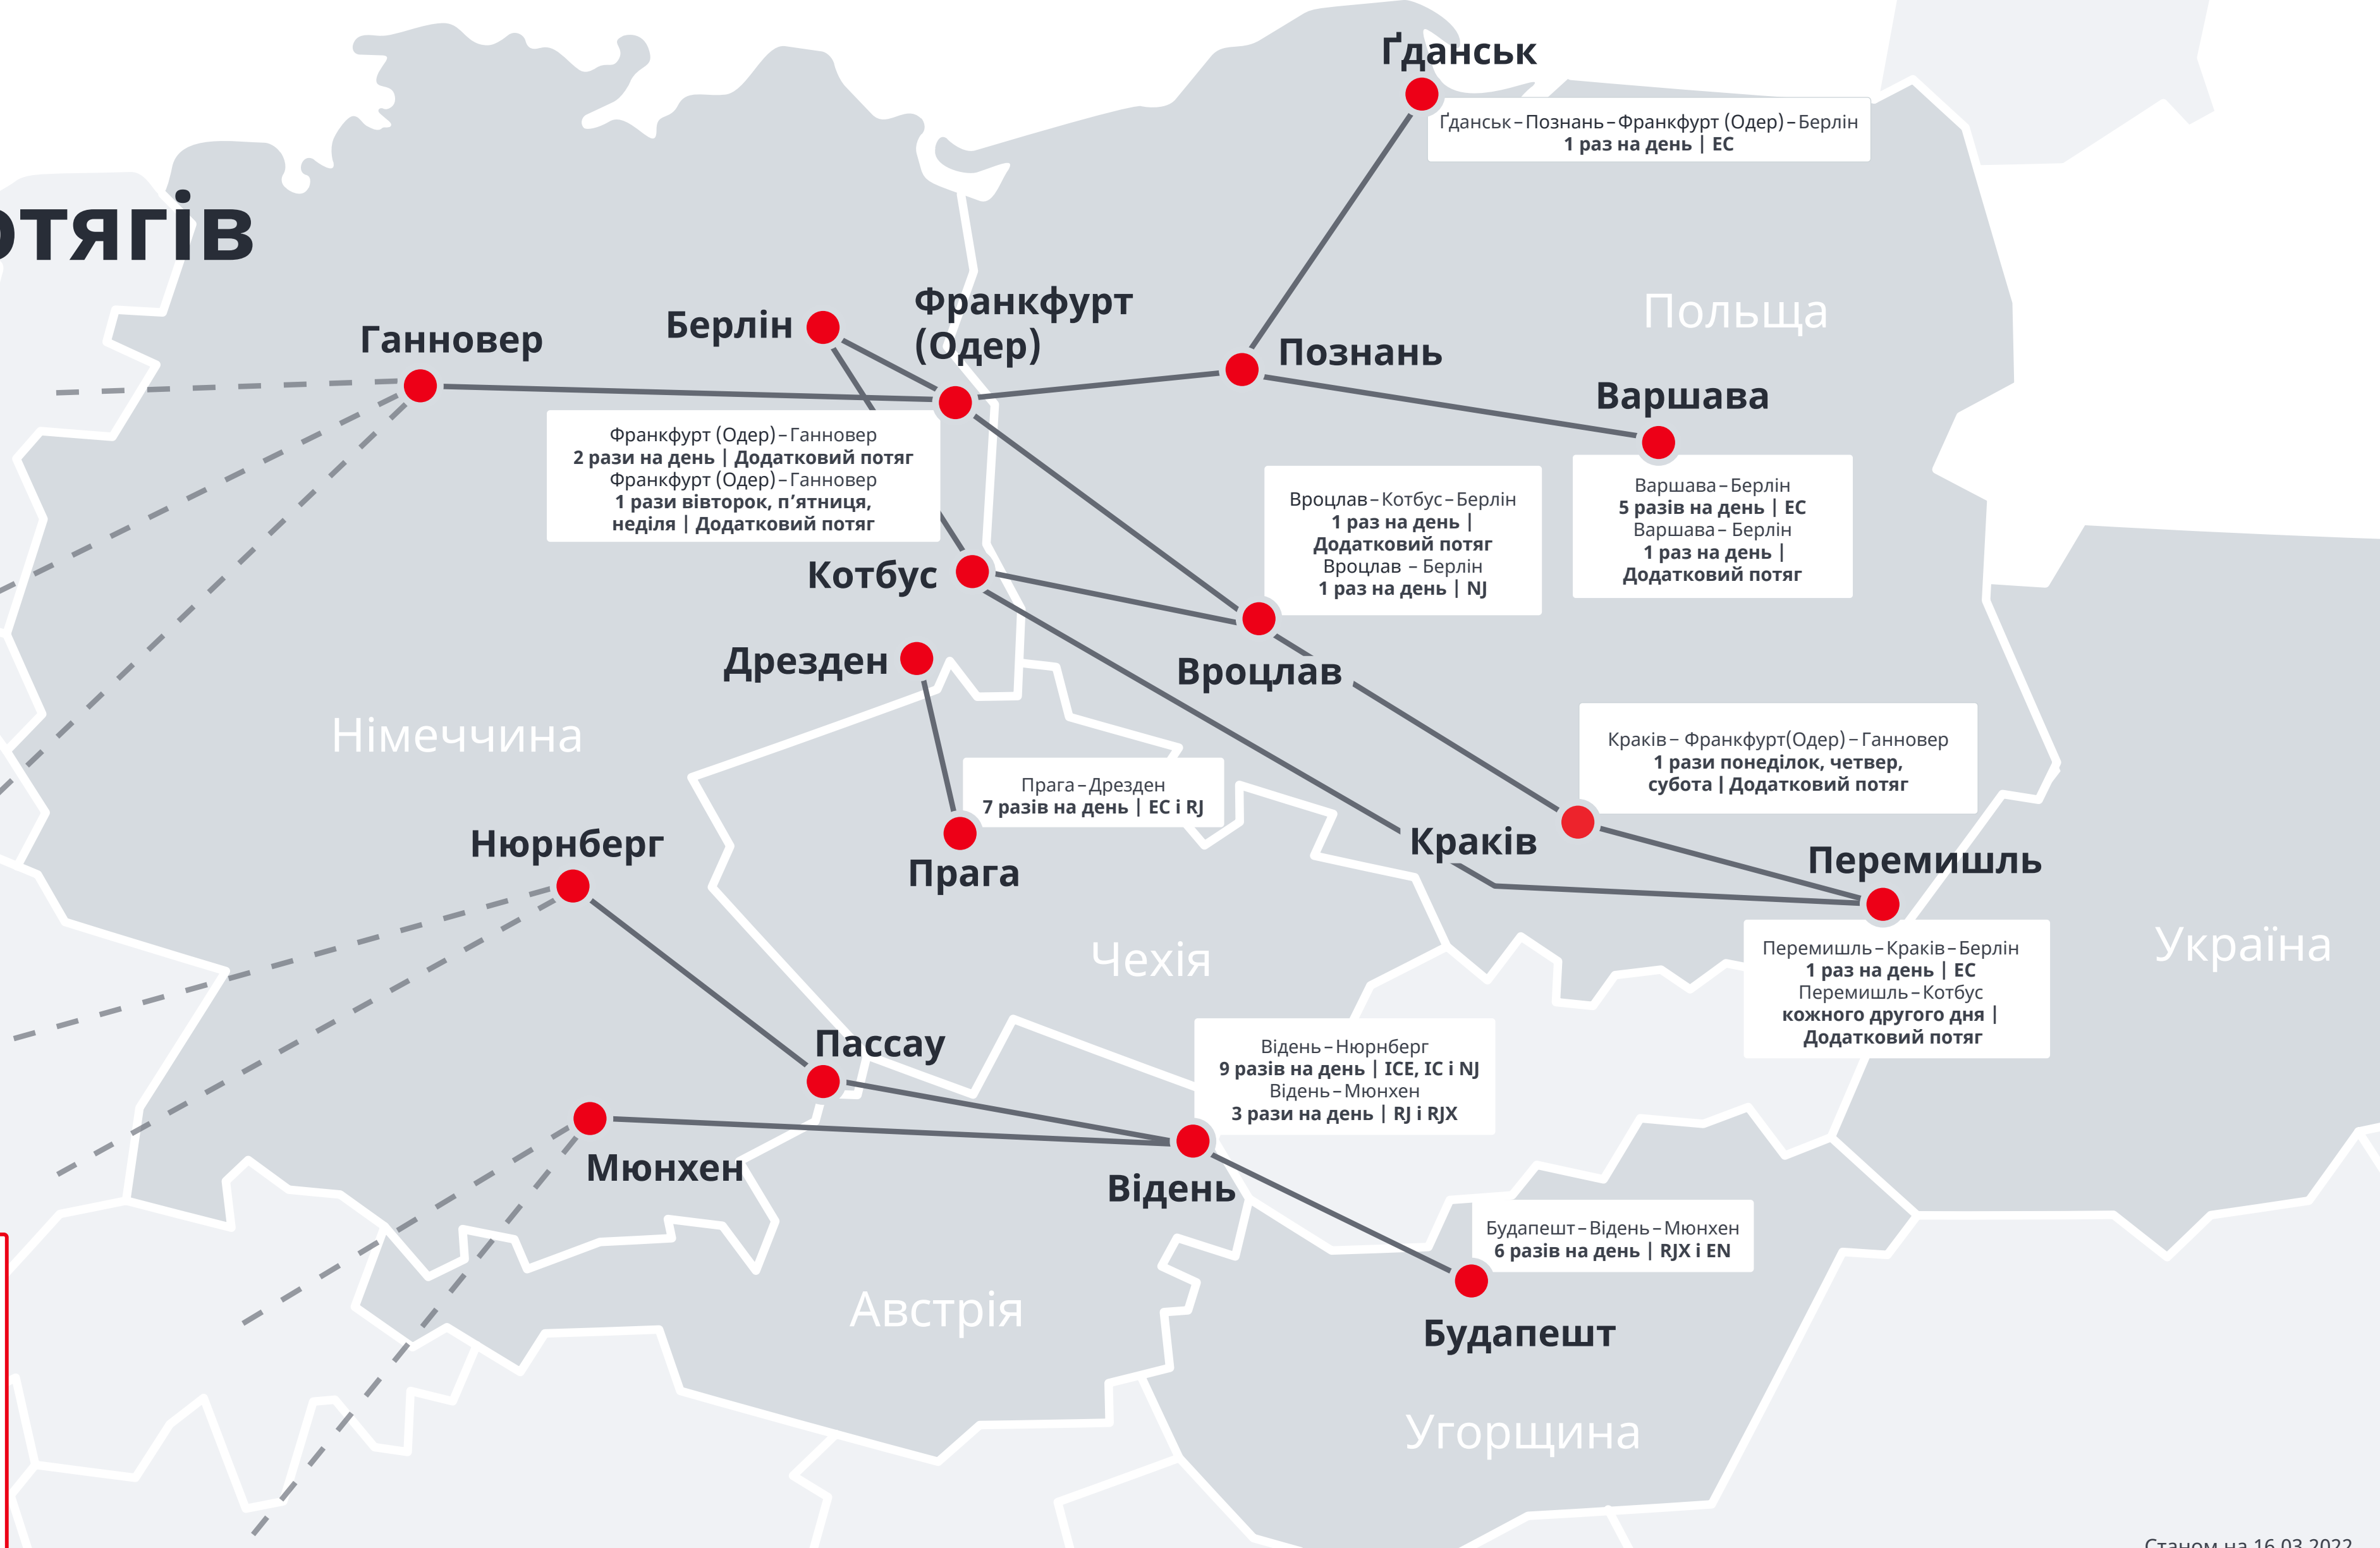 отягів
Ґданськ
Ґданськ – Познань – Франкфурт (Одер) – Берлін
1 раз на день | EC
Польща
Франкфурт
(Одер)
Берлін
Ганновер
Познань
Варшава
Франкфурт (Одер) – Ганновер
2 рази на день | Додатковий потяг
Франкфурт (Одер) – Ганновер
1 рази вівторок, п’ятниця,
неділя | Додатковий потяг
Вроцлав – Котбус – Берлін
1 раз на день |
Додатковий потяг
Вроцлав – Берлін
1 раз на день | NJ
Варшава – Берлін
5 разів на день | EC
Варшава – Берлін
1 раз на день |
Додатковий потяг
Котбус
Дрезден
Вроцлав
Німеччина
Прага – Дрезден
7 разів на день | EC і RJ
Краків – Франкфурт(Одер) – Ганновер
1 рази понеділок, четвер,
субота | Додатковий потяг
Нюрнберг
Прага
Краків
Перемишль
Чехія
Україна
Перемишль – Краків – Берлін
1 раз на день | EC
Перемишль – Котбус
кожного другого дня |
Додатковий потяг
Пассау
Відень – Нюрнберг
9 разів на день | ICE, IC і NJ
Відень – Мюнхен
3 рази на день | RJ і RJX
Мюнхен
Відень
Будапешт – Відень – Мюнхен
6 разів на день | RJX і EN
Австрія
Будапешт
Угорщина
Станом на 16.03.2022